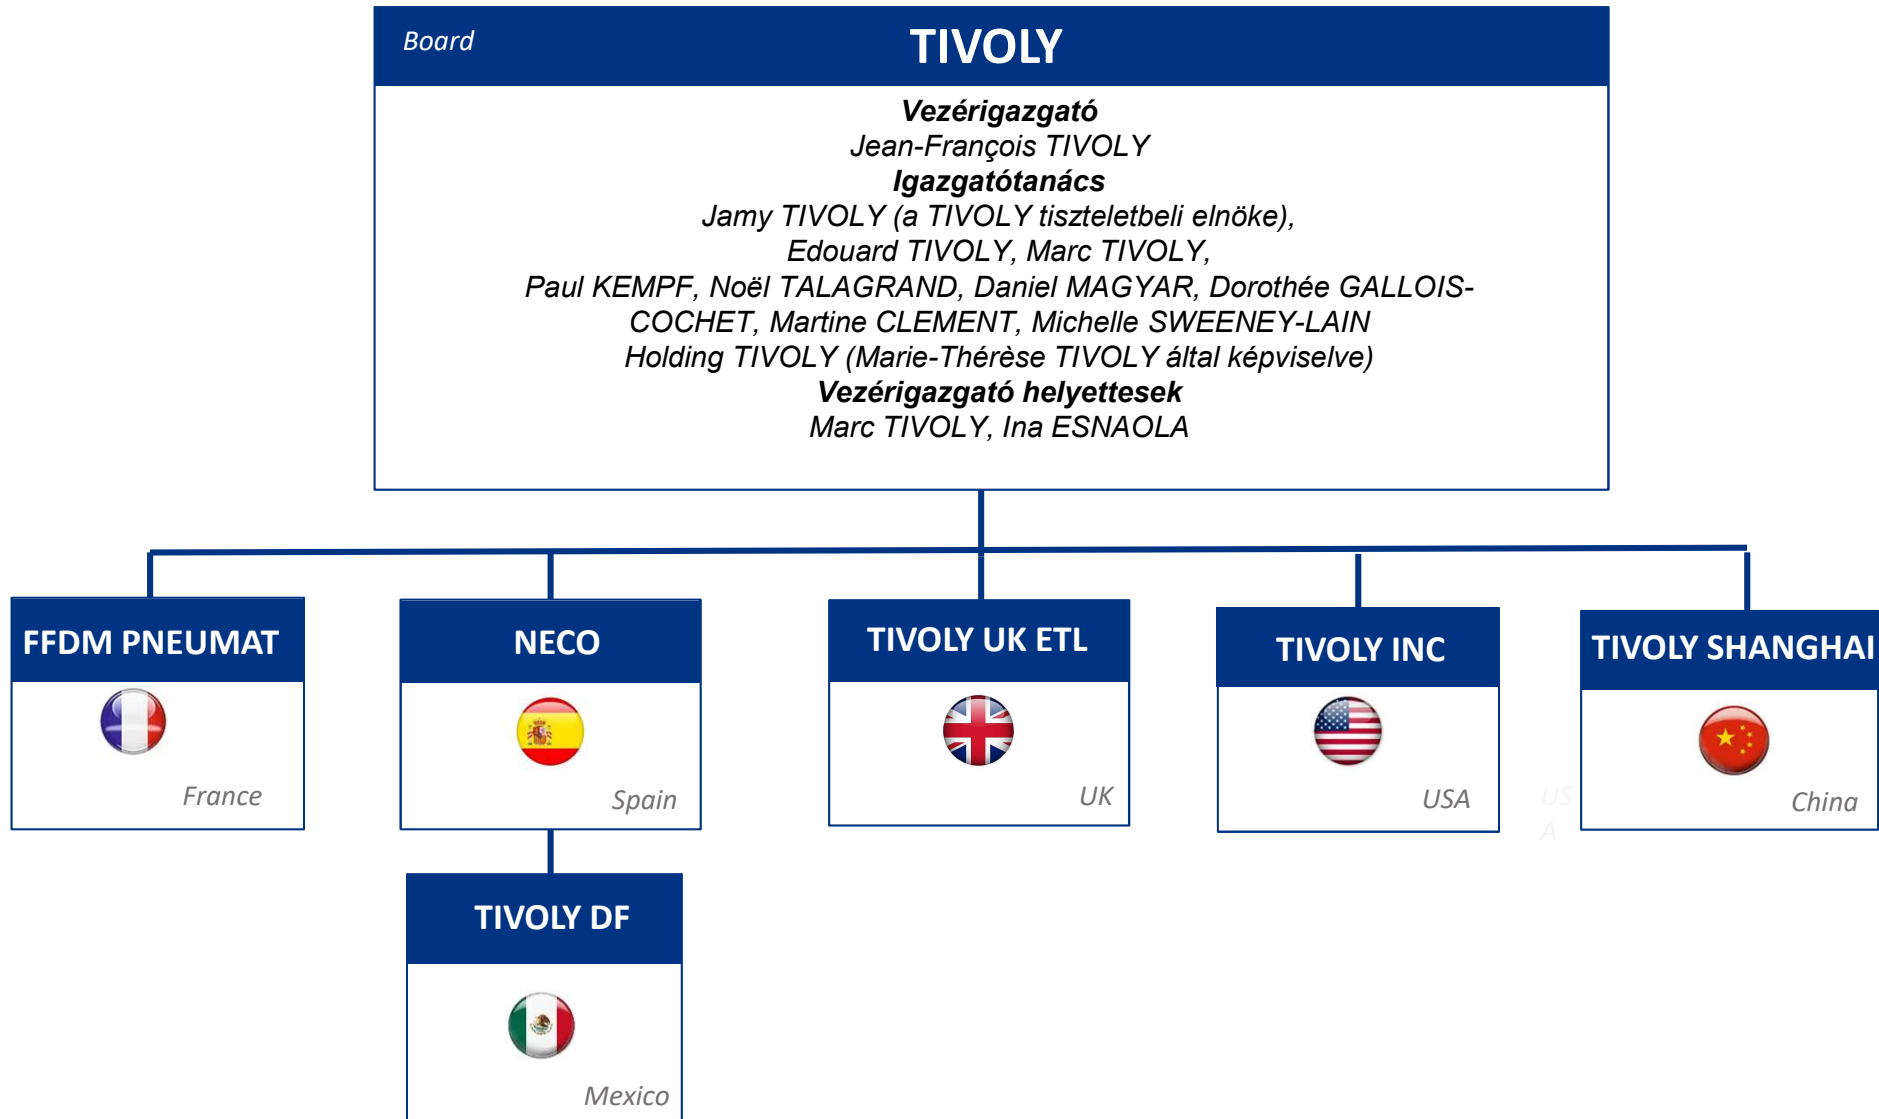 Board
TIVOLY
Vezérigazgató
Jean-François TIVOLY
Igazgatótanács
Jamy TIVOLY (a TIVOLY tiszteletbeli elnöke),
Edouard TIVOLY, Marc TIVOLY,
Paul KEMPF, Noël TALAGRAND, Daniel MAGYAR, Dorothée GALLOIS-
COCHET, Martine CLEMENT, Michelle SWEENEY-LAIN
Holding TIVOLY (Marie-Thérèse TIVOLY által képviselve)
Vezérigazgató helyettesek
Marc TIVOLY, Ina ESNAOLA
FFDM PNEUMAT
France
NECO
Spain
TIVOLY UK ETL
UK
TIVOLY INC
USA
US
A
TIVOLY SHANGHAI
China
TIVOLY DF
Mexico